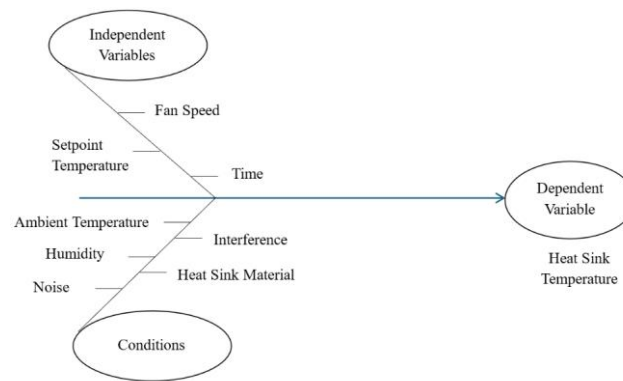 Independent
Variables
Fan Speed
Setpoint
Temperature
Time
Dependent
Variable
Ambient Temperature
Interference
Humidity
Heat Sink
Temperature
Heat Sink Material
Noise
Conditions